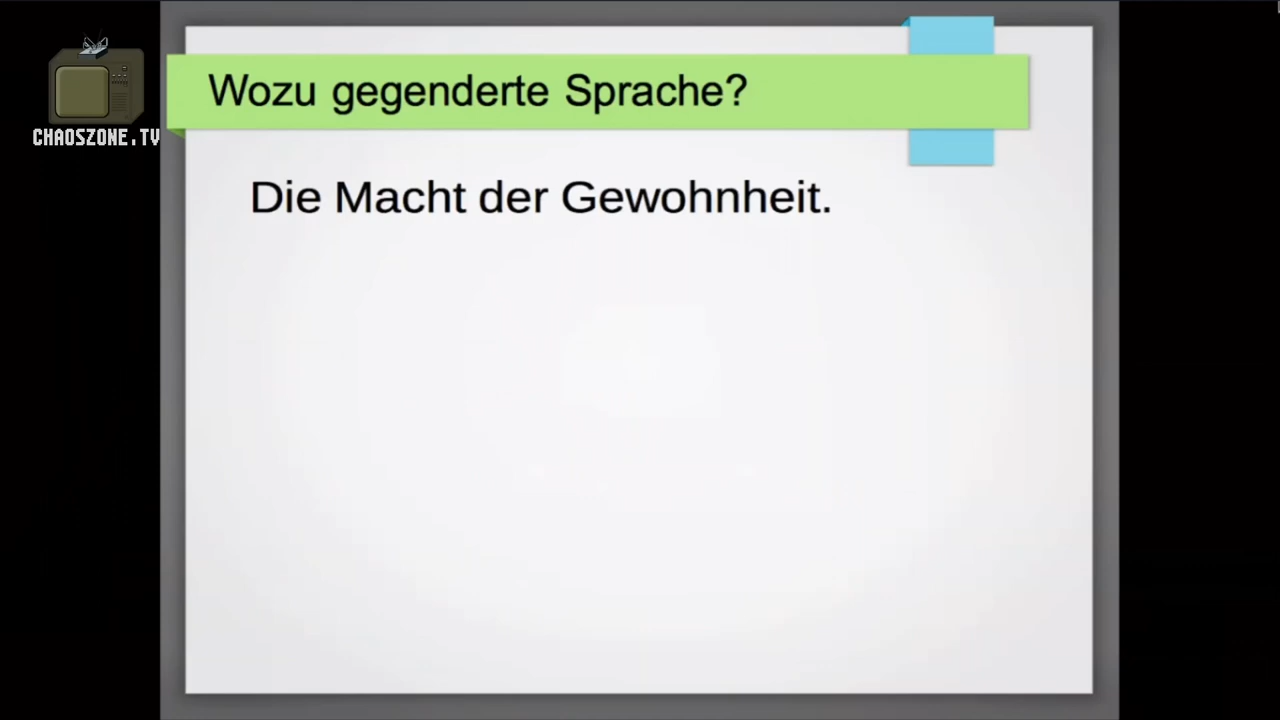 Wozu gegenderte Sprache?
CHAOSZONE.TV
Die Macht der Gewohnheit.